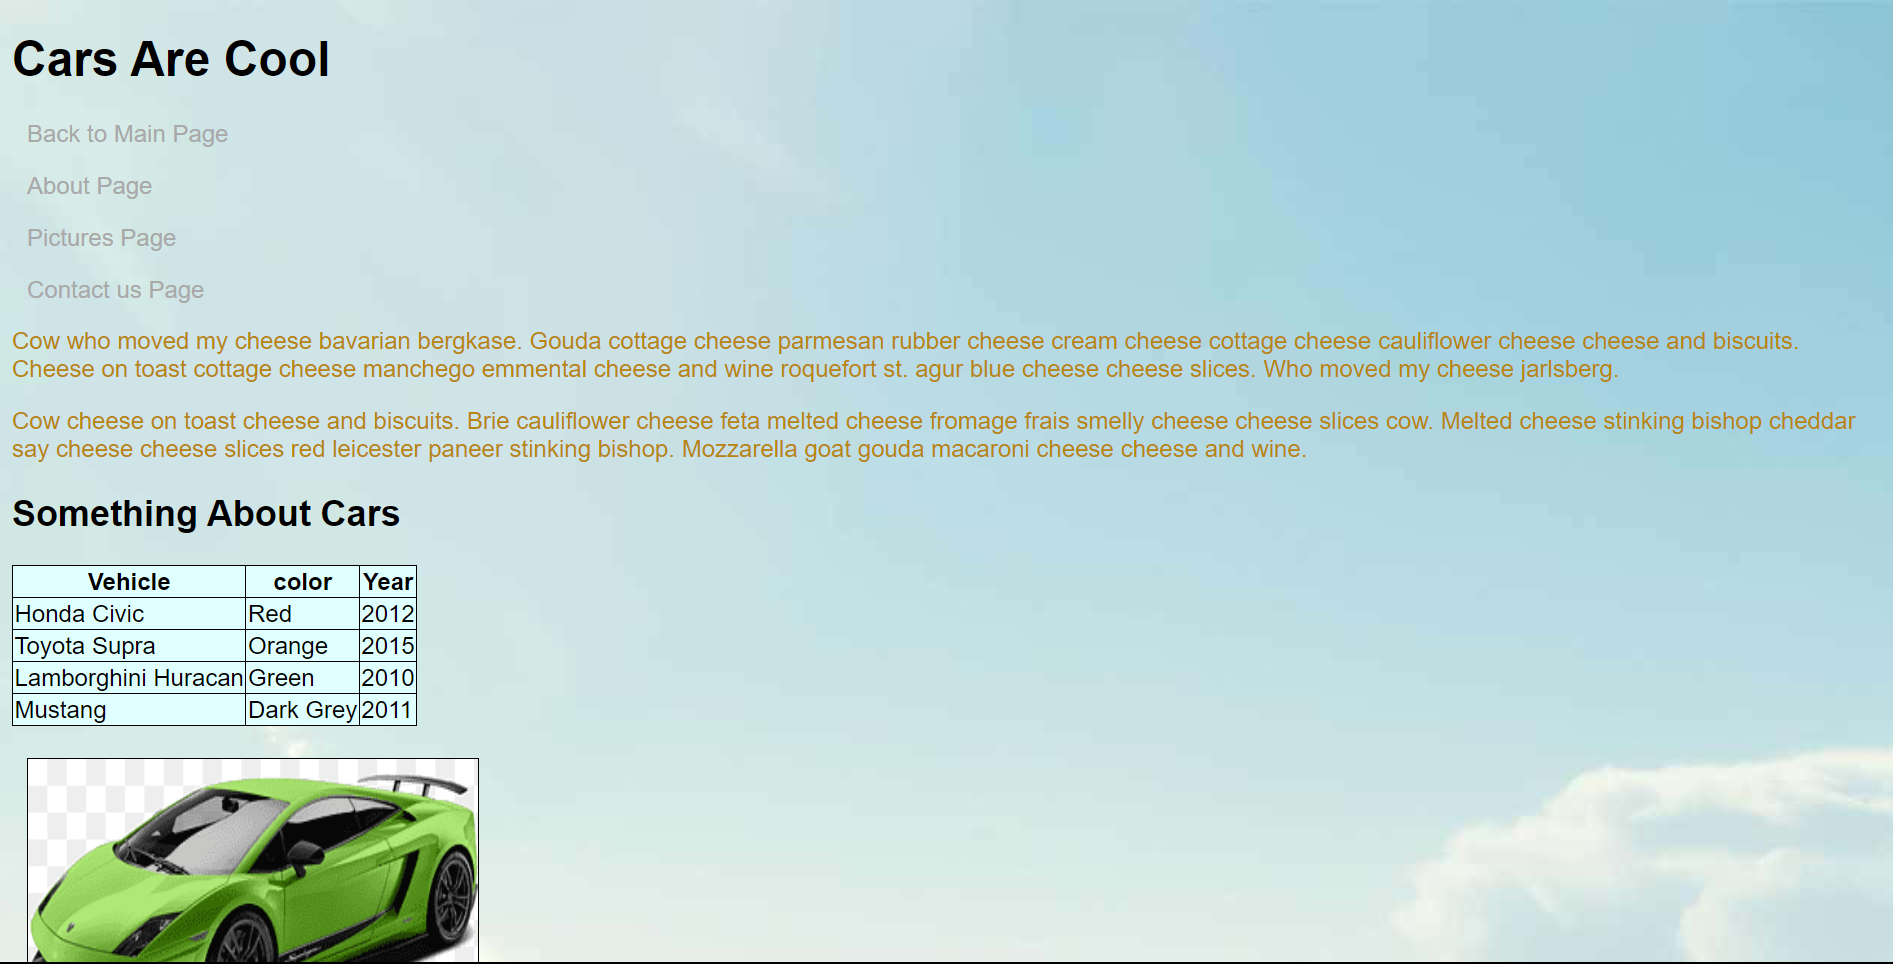 Cars Are Cool
Back to Main Page
About Page
Pictures Page
Contact us Page
Cow who moved my cheese bavarian bergkase. Gouda cottage cheese parmesan rubber cheese cream cheese cottage cheese cauliflower cheese cheese and biscuits.
Cheese on toast cottage cheese manchego emmental cheese and wine roquefort st. agur blue cheese cheese slices. Who moved my cheese jarlsberg.
Cow cheese on toast cheese and biscuits. Brie cauliflower cheese feta melted cheese fromage frais smelly cheese cheese slices cow. Melted cheese stinking bishop cheddar
say cheese cheese slices red leicester paneer stinking bishop. Mozzarella goat gouda macaroni cheese cheese and wine.
Something About Cars
Vehicle color Year
Honda Civic Red 2012
Toyota Supra Orange 2015
Lamborghini Huracan Green 2010
Mustang Dark Grey 2011